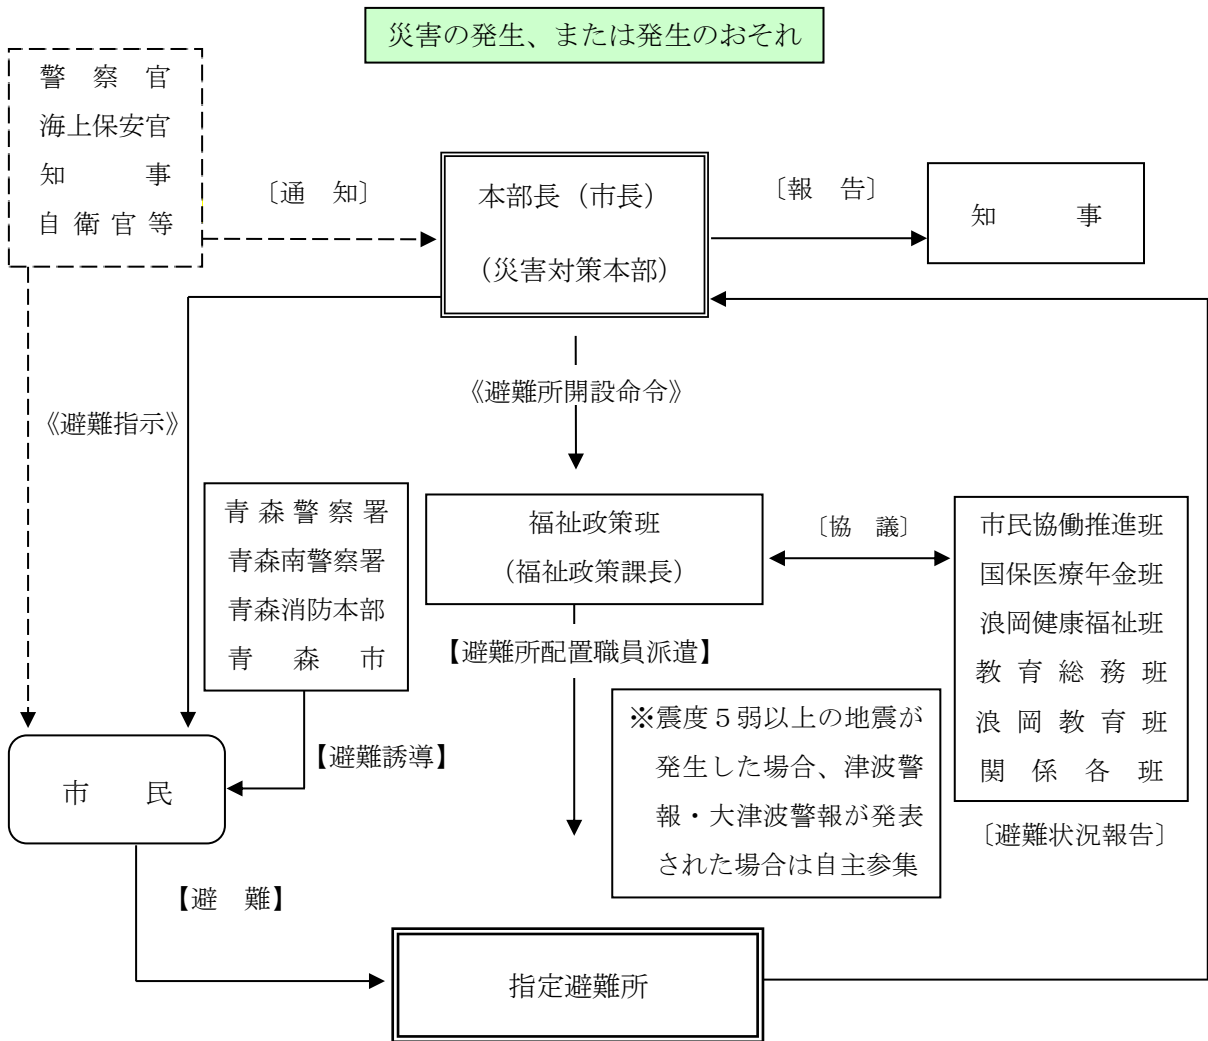 災害の発生、または発生のおそれ
警察官
海上保安官
知事
自衛官等
〔通 知〕
本部長（市長）
（災害対策本部）
〔報 告〕
知事
《避難指示》
《避難所開設命令》
青森警察署
青森南警察署
青森消防本部
青森市
福祉政策班
（福祉政策課長）
〔協 議〕
市民協働推進班
国保医療年金班
浪岡健康福祉班
教育総務班
浪岡教育班
関係各班
【避難所配置職員派遣】
※震度５弱以上の地震が
発生した場合、津波警
報・大津波警報が発表
された場合は自主参集
【避難誘導】
市民
〔避難状況報告〕
【避 難】
指定避難所